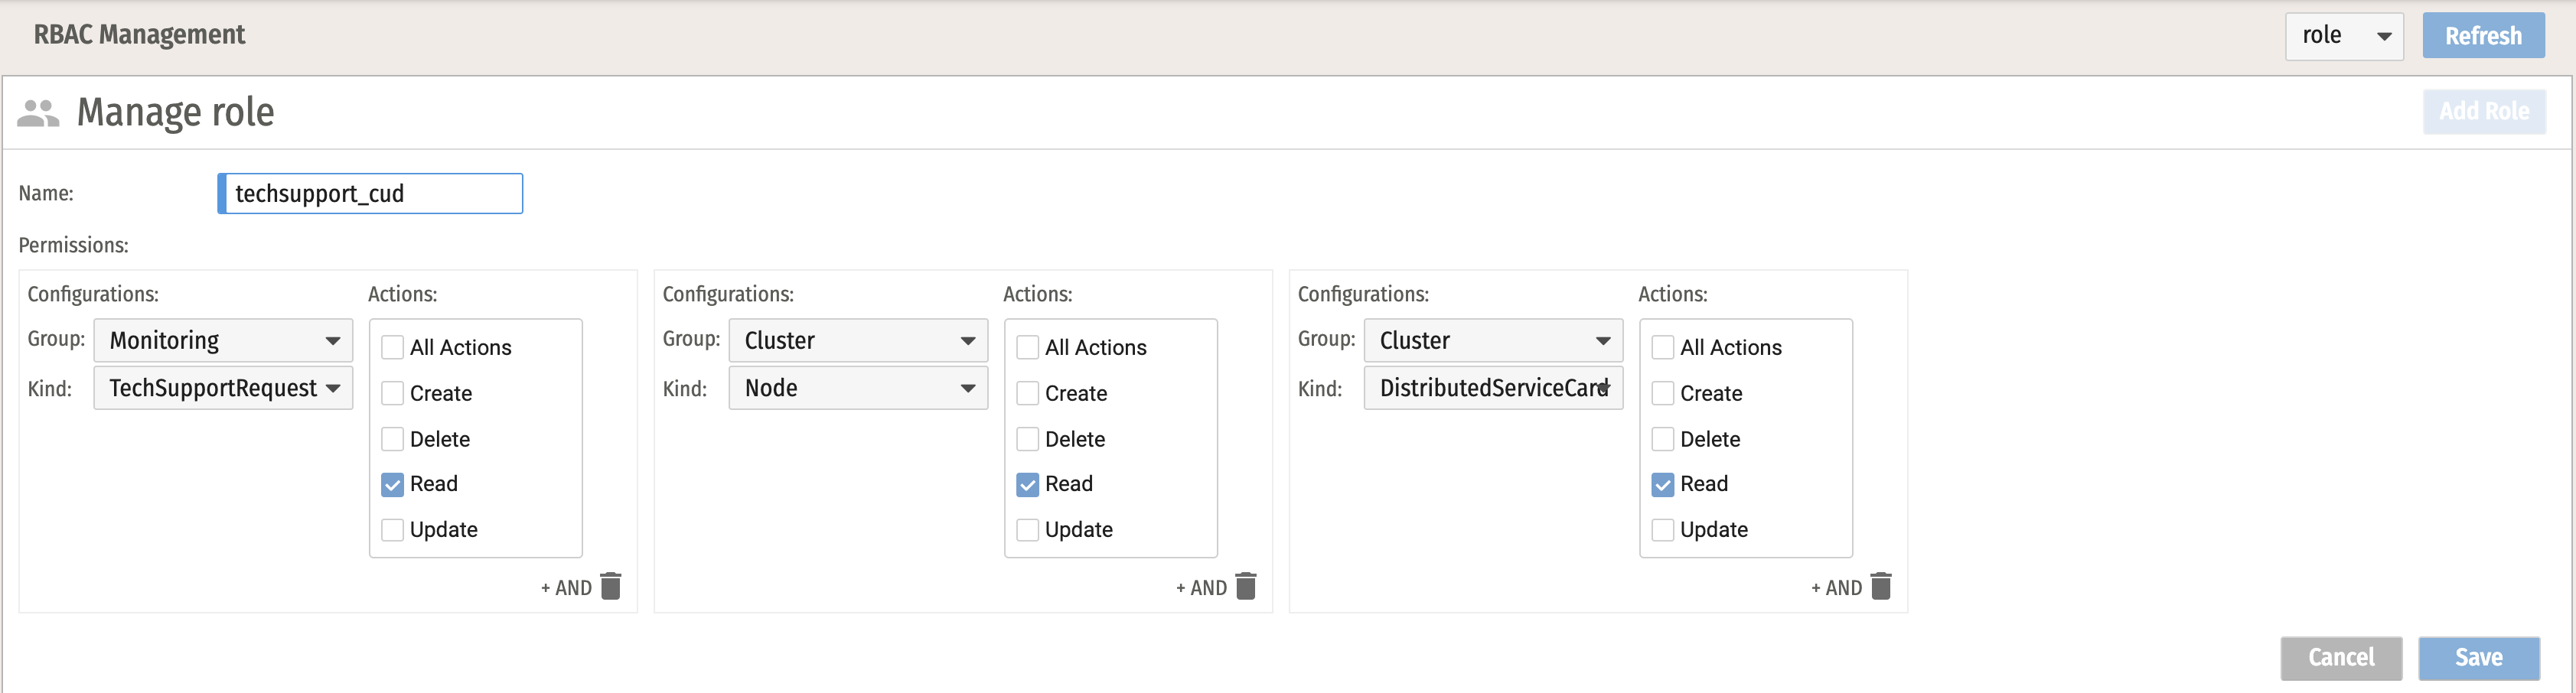 RBAC Management
role
Refresh
Manage role
Add Role
Name:
techsupport_cud
Permissions:
Configurations:
Actions:
Group:
Monitoring
Kind:
TechSupportRequest
All Actions
Create
Delete
Read
Update
+ AND
Configurations:
Actions:
Group:
Cluster
Kind:
Node
All Actions
Create
Delete
Read
Update
+ AND
Configurations:
Actions:
Group:
Cluster
Kind:
DistributedServiceCard
All Actions
Create
Delete
Read
Update
+ AND
Cancel
Save